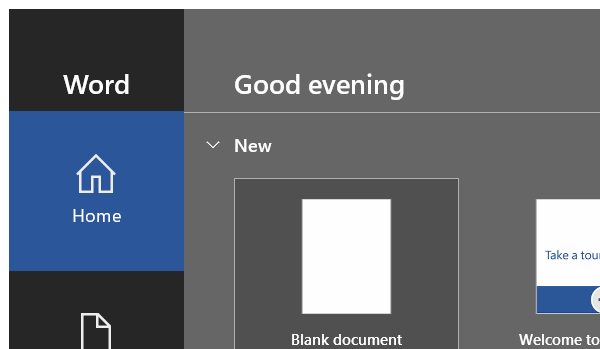 Word
Good evening
New
Home
Take a tour
Blank document
Welcome to